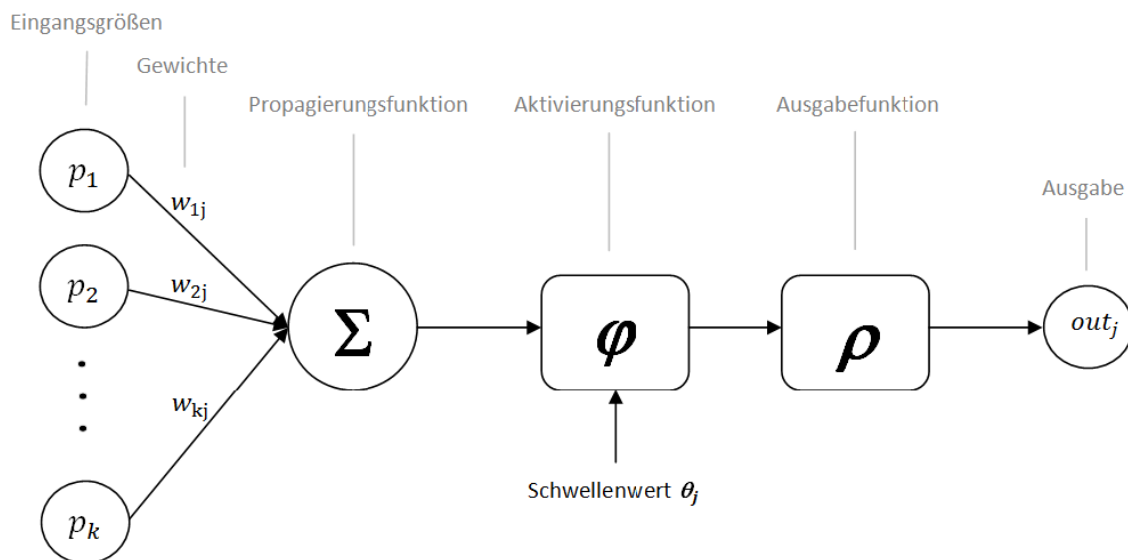 Eingangsgrößen
Gewichte
Propagierungsfunktion
Aktivierungsfunktion
Ausgabefunktion
Ausgabe
p₁
w₁ⱼ
p₂
w₂ⱼ
Σ
φ
ρ
outⱼ
wₖⱼ
Schwellenwert θⱼ
pₖ